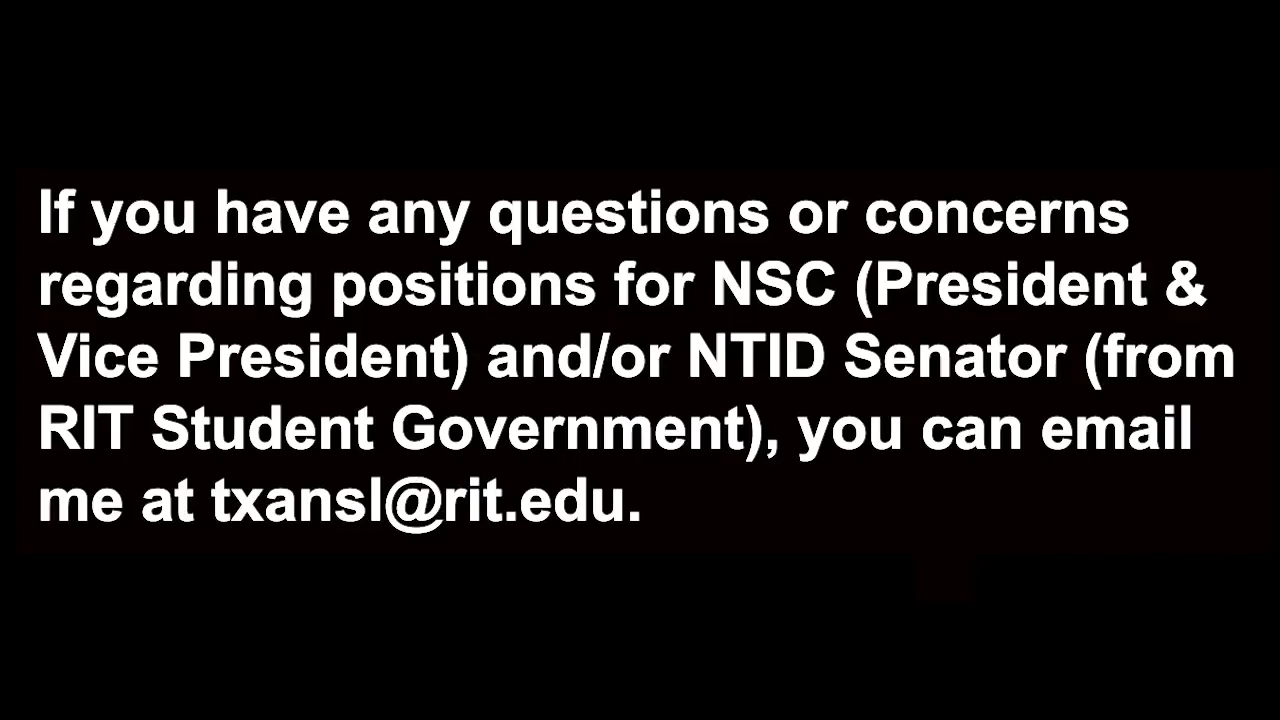 If you have any questions or concerns
regarding positions for NSC (President &
Vice President) and/or NTID Senator (from
RIT Student Government), you can email
me at txansl@rit.edu.